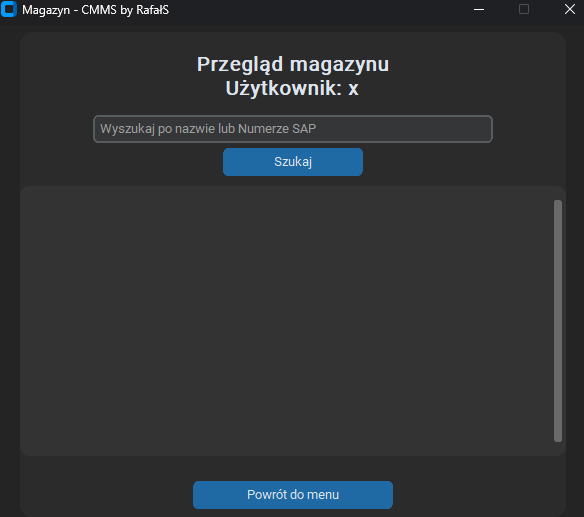 Magazyn - CMMS by RafałS
Przegląd magazynu
Użytkownik: x
Wyszukaj po nazwie lub Numerze SAP
Szukaj
Powrót do menu